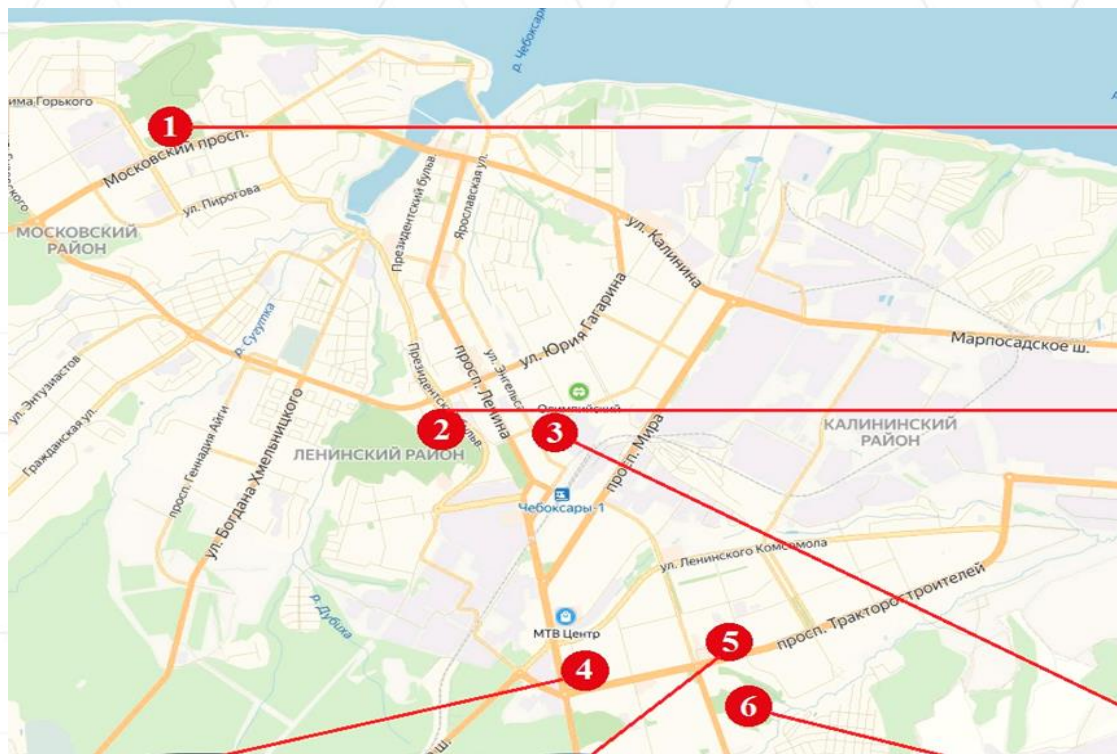 р. Чебоксарка
има Горького
1
Московский просп.
ул. Пирогова
МОСКОВСКИЙ
РАЙОН
Президентский бульв.
Ярославская ул.
ул. Калинина
р. Сугутка
ул. Юрия Гагарина
Марпосадское ш.
ул. Энтузиастов
Гражданская ул.
просп. Геннадия Айги
ул. Богдана Хмельницкого
Президентский бульв.
просп. Ленина
ул. Энгельса
Олимпийский
2
3
ЛЕНИНСКИЙ РАЙОН
КАЛИНИНСКИЙ
РАЙОН
просп. Мира
Чебоксары-1
ул. Ленинского Комсомола
р. Дубиха
просп. Тракторостроителей
МТВ Центр
5
4
6